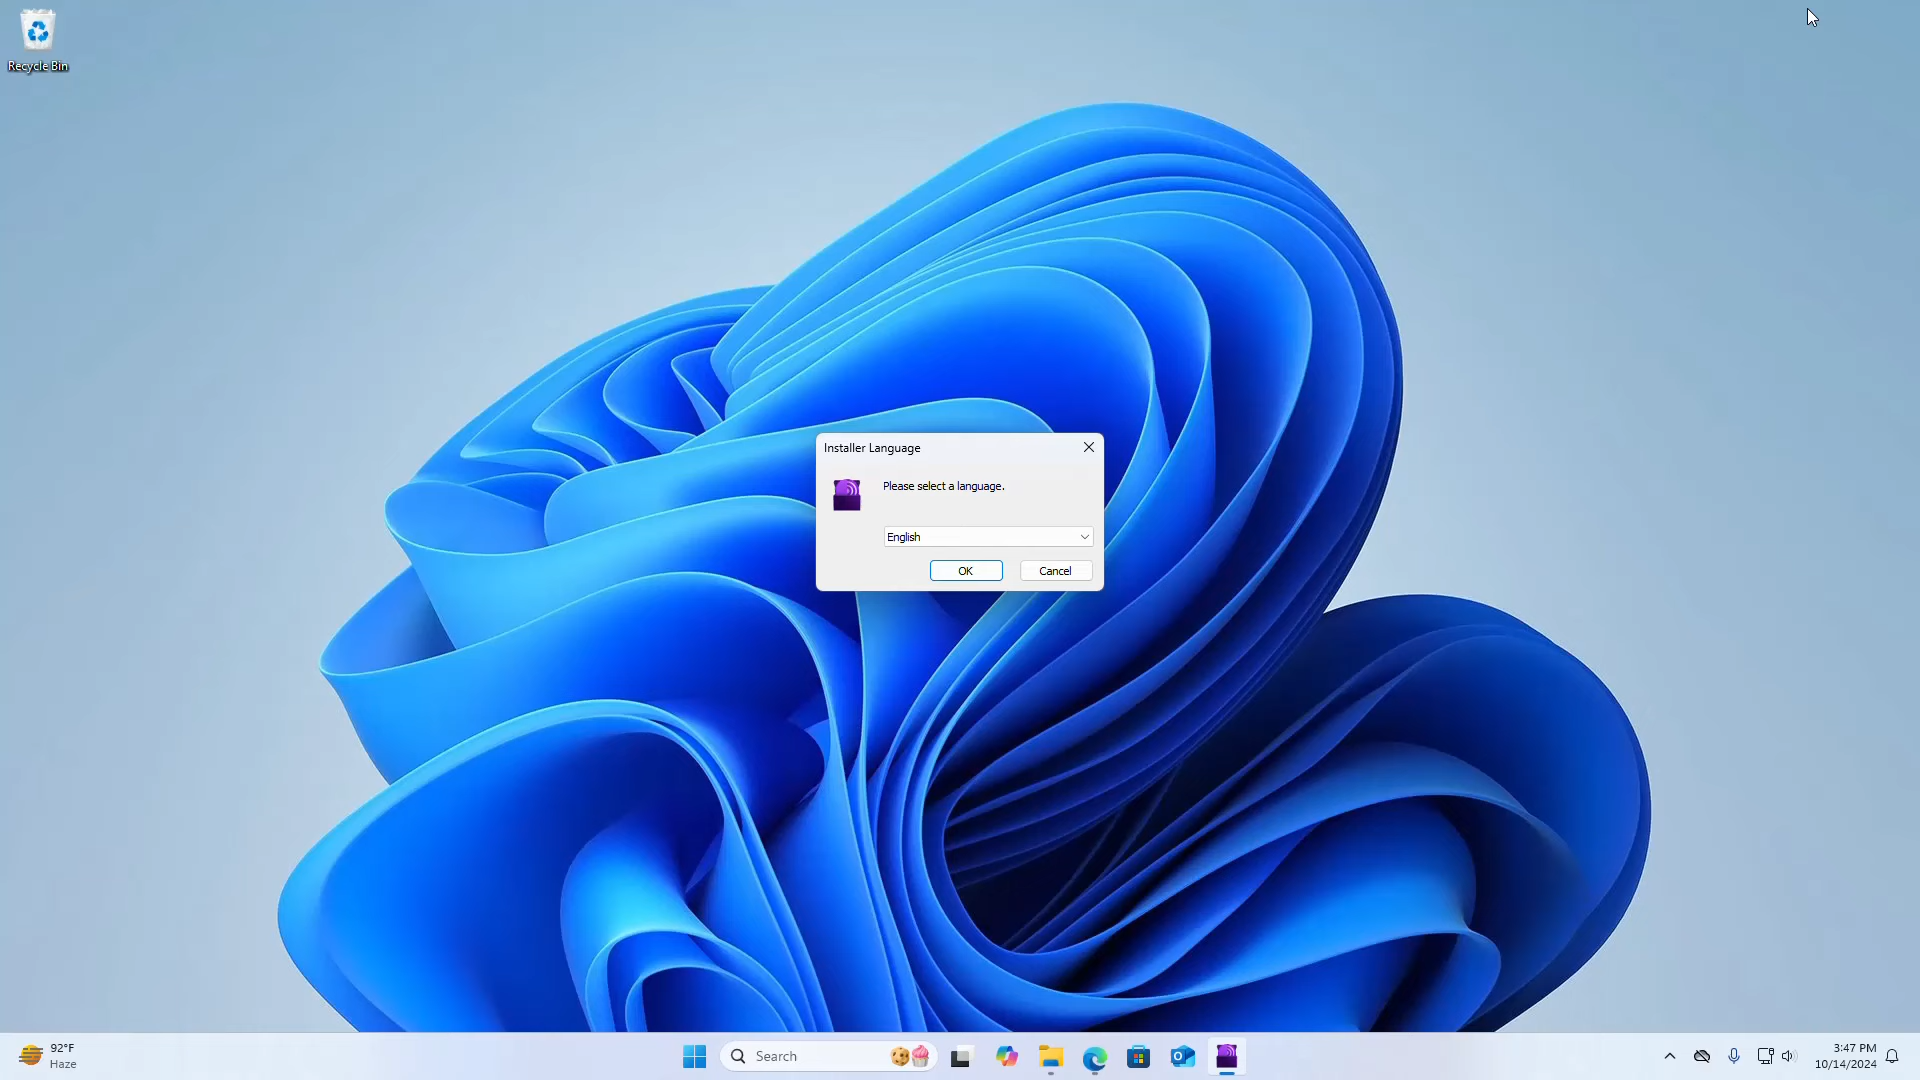 Recycle Bin
Installer Language
Please select a language.
English
OK
Cancel
92°F
Haze
Search
3:47 PM
10/14/2024